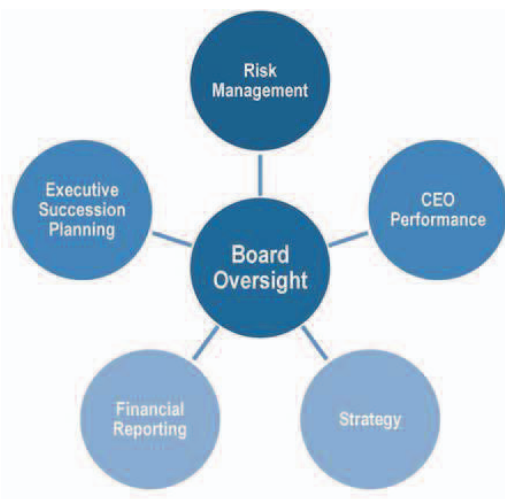 Risk
Management
Executive
Succession
Planning
CEO
Performance
Board
Oversight
Financial
Reporting
Strategy